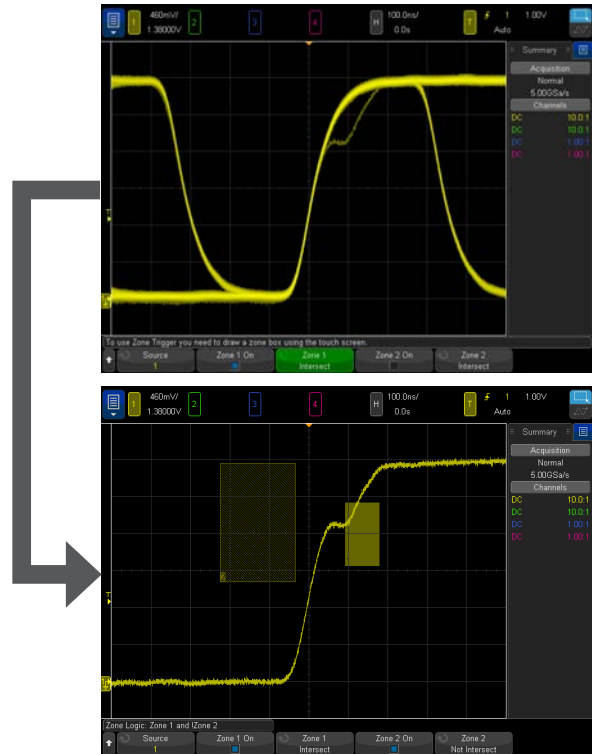 1 460mV/ 2 3 4 H 100.0ns/ T 1 1.00V
1.38000V 0.0s Auto
Summary
Acquisition
Normal
5.00GSa/s
Channels
DC 10.0:1
DC 10.0:1
DC 1.00:1
DC 1.00:1
T
To use Zone Trigger you need to draw a zone box using the touch screen.
Source Zone 1 On Zone 1 Zone 2 On Zone 2
1 Intersect Intersect
1 460mV/ 2 3 4 H 100.0ns/ T 1 1.00V
1.38000V 0.0s Auto
Summary
Acquisition
Normal
5.00GSa/s
Channels
DC 10.0:1
DC 10.0:1
DC 1.00:1
DC 1.00:1
T
Zone Logic: Zone 1 and !Zone 2
Source Zone 1 On Zone 1 Zone 2 On Zone 2
1 Intersect Not Intersect